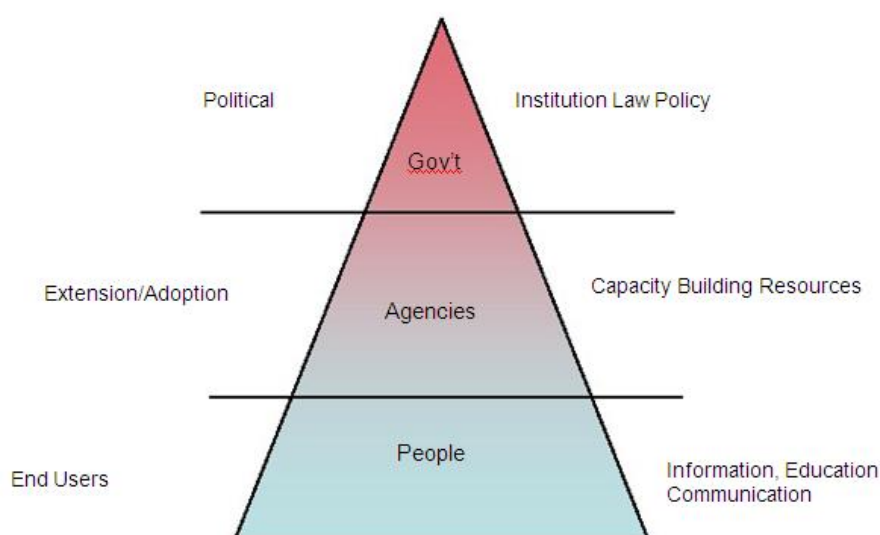 Political
Institution Law Policy
Gov't
Extension/Adoption
Capacity Building Resources
Agencies
People
End Users
Information, Education
Communication